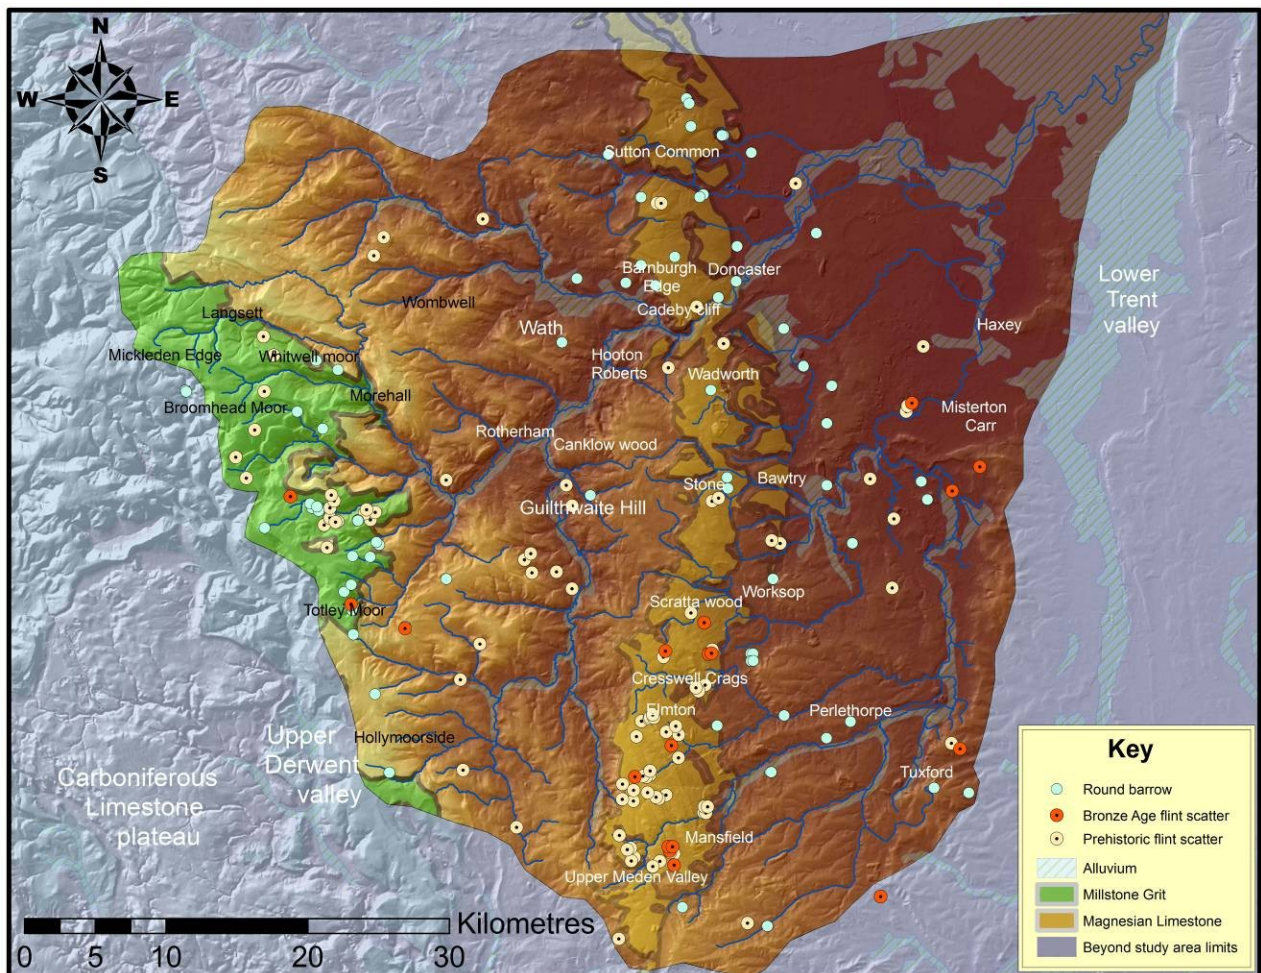 N
W
E
S
Sutton Common
Barnburgh
Edge
Doncaster
Cadeby cliff
Lower
Trent
valley
Langsett
Wombwell
Wath
Haxey
Mickleden Edge
Whitwell moor
Hooton
Roberts
Wadworth
Broomhead Moor
Morehall
Misterton
Carr
Rotherham
Canklow wood
Stone
Bawtry
Guilthwaite Hill
Totley Moor
Scratta wood
Worksop
Cresswell Crags
Elmton
Perlethorpe
Upper
Derwent
valley
Hollymoorside
Carboniferous
Limestone
plateau
Tuxford
Mansfield
Upper Meden Valley
Kilometres
0 5 10 20 30
Key
Round barrow
Bronze Age flint scatter
Prehistoric flint scatter
Alluvium
Millstone Grit
Magnesian Limestone
Beyond study area limits